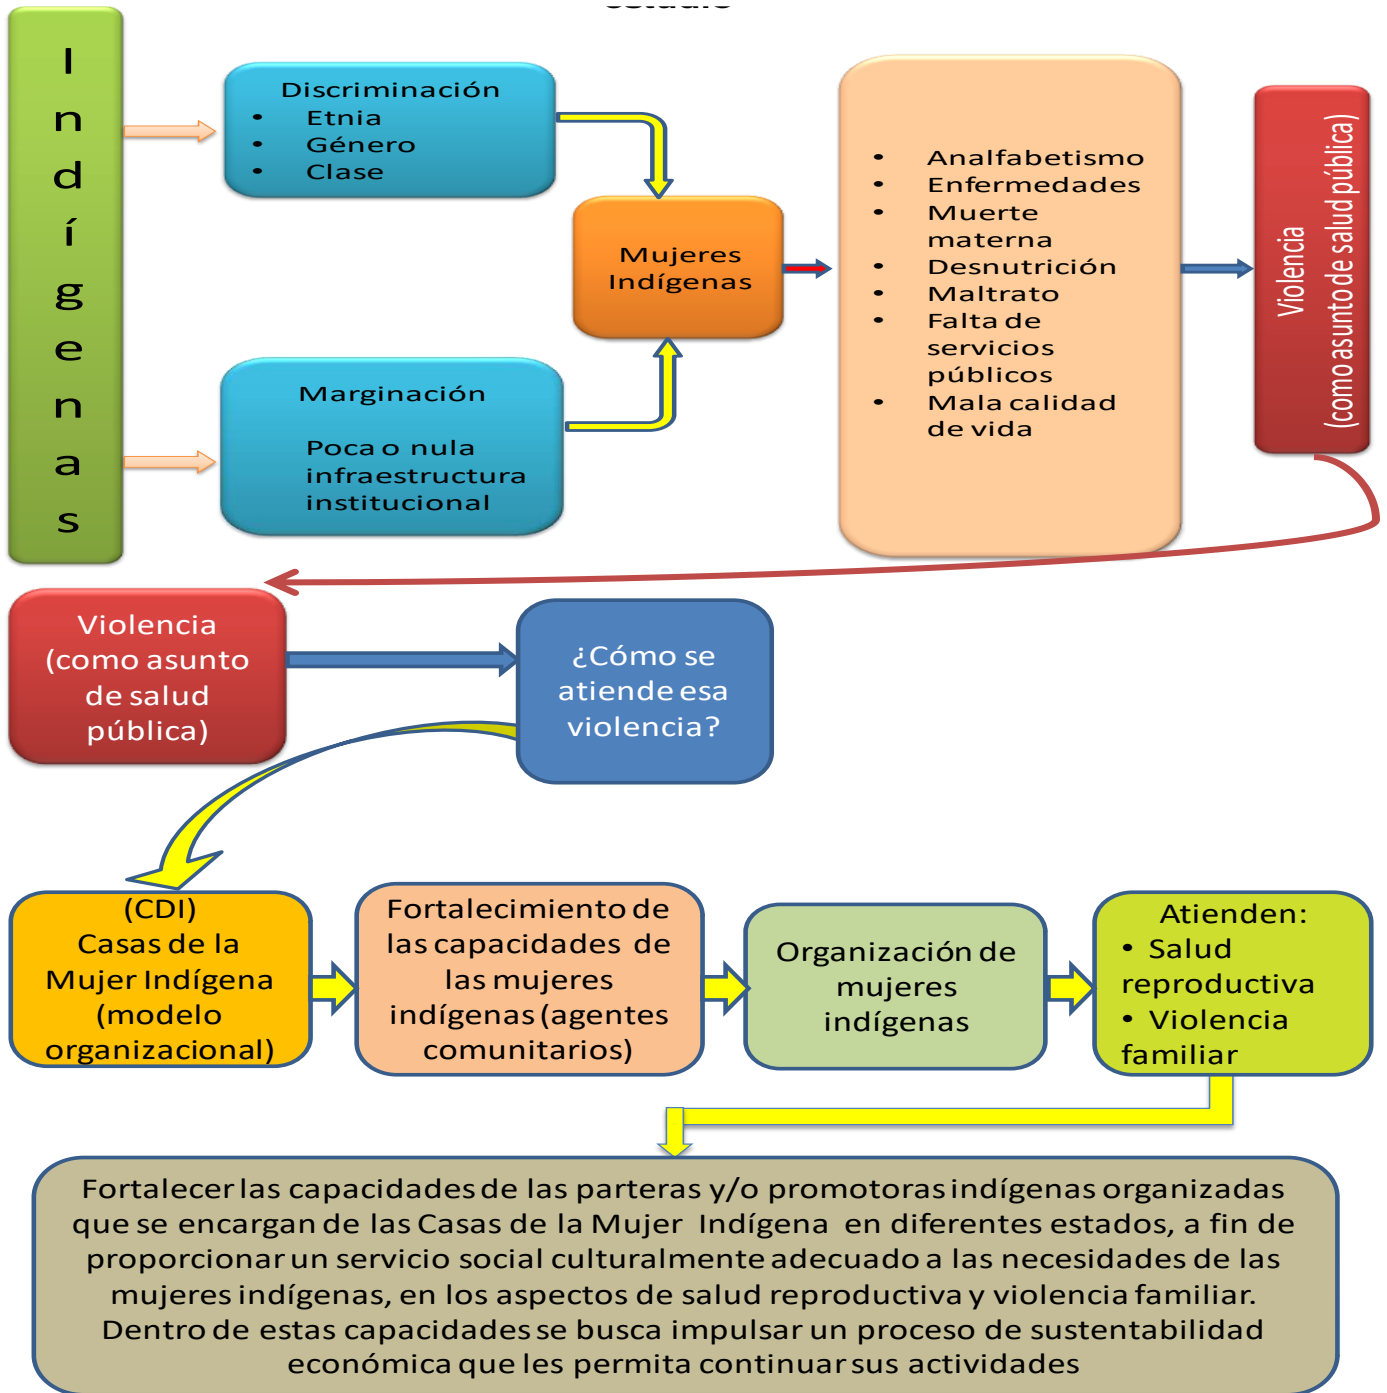 Indígenas
Discriminación
• Etnia
• Género
• Clase
Marginación
Poca o nula
infraestructura
institucional
Mujeres
Indígenas
• Analfabetismo
• Enfermedades
• Muerte
materna
• Desnutrición
• Maltrato
• Falta de
servicios
públicos
• Mala calidad
de vida
Violencia
(como asunto de salud pública)
Violencia
(como asunto
de salud
pública)
¿Cómo se
atiende esa
violencia?
(CDI)
Casas de la
Mujer Indígena
(modelo
organizacional)
Fortalecimiento de
las capacidades de
las mujeres
indígenas (agentes
comunitarios)
Organización de
mujeres
indígenas
Atienden:
• Salud
reproductiva
• Violencia
familiar
Fortalecer las capacidades de las parteras y/o promotoras indígenas organizadas
que se encargan de las Casas de la Mujer Indígena en diferentes estados, a fin de
proporcionar un servicio social culturalmente adecuado a las necesidades de las
mujeres indígenas, en los aspectos de salud reproductiva y violencia familiar.
Dentro de estas capacidades se busca impulsar un proceso de sustentabilidad
económica que les permita continuar sus actividades